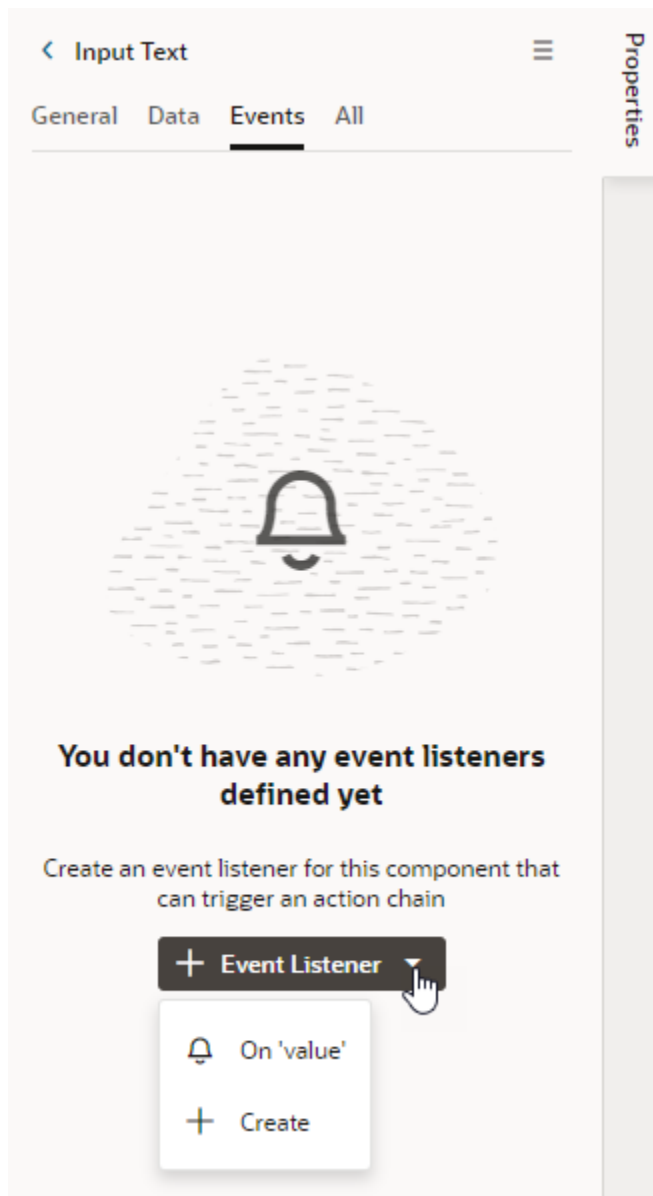 Input Text
Properties
General Data Events All
You don't have any event listeners
defined yet
Create an event listener for this component that
can trigger an action chain
Event Listener
On 'value'
Create